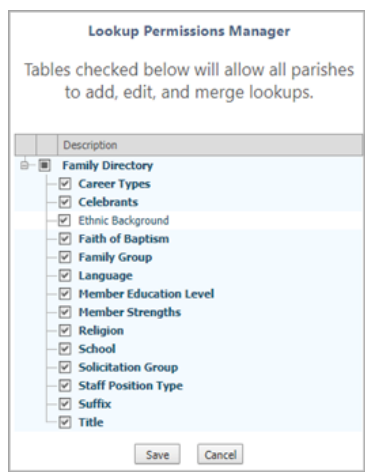 Lookup Permissions Manager
Tables checked below will allow all parishes
to add, edit, and merge lookups.
Description
Family Directory
Career Types
Celebrants
Ethnic Background
Faith of Baptism
Family Group
Language
Member Education Level
Member Strengths
Religion
School
Solicitation Group
Staff Position Type
Suffix
Title
Save Cancel